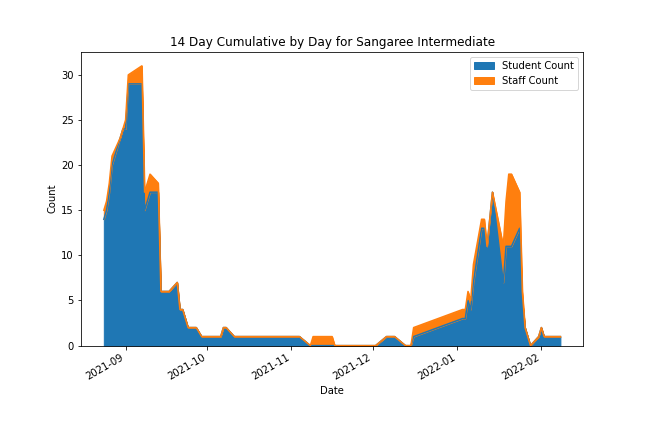 14 Day Cumulative by Day for Sangaree Intermediate
Student Count
Staff Count
30
25
20
15
10
5
0
Count
2021-09
2021-10
2021-11
2021-12
2022-01
2022-02
Date